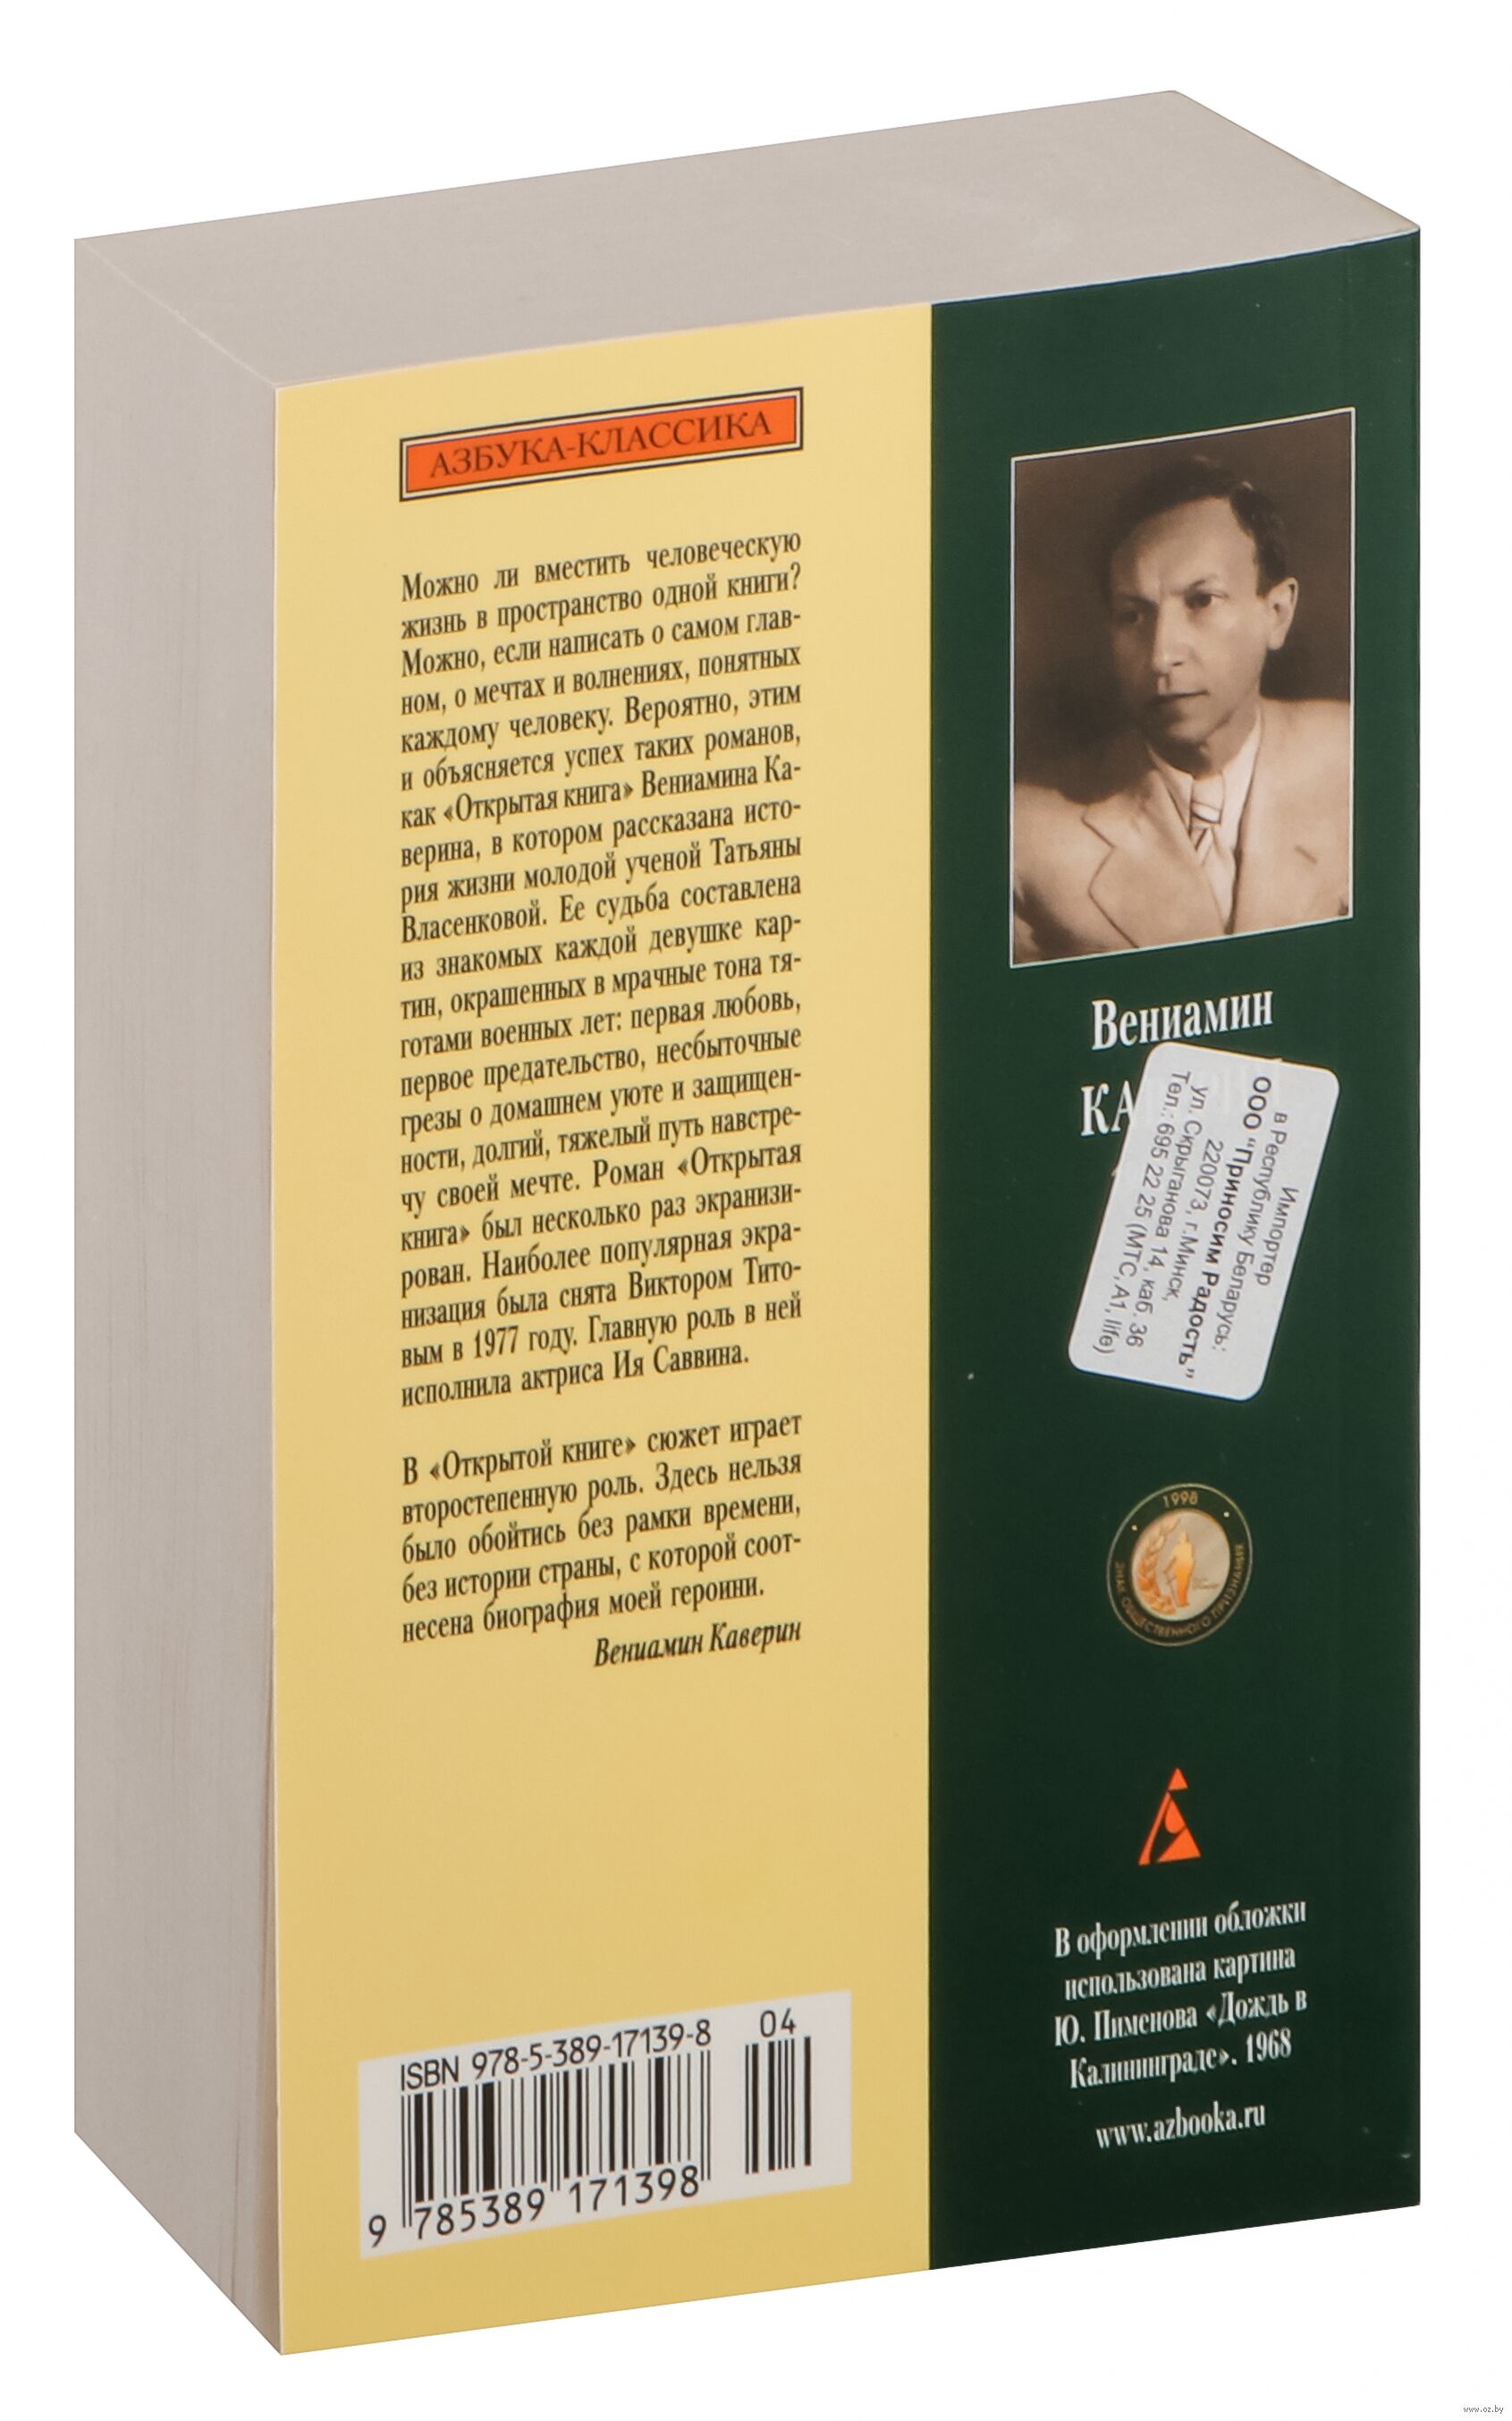 АЗБУКА-КЛАССИКА
Можно ли вместить человеческую
жизнь в пространство одной книги?
Можно, если написать о самом глав-
ном, о мечтах и волнениях, понятных
каждому человеку. Вероятно, этим
и объясняется успех таких романов,
как «Открытая книга» Вениамина Ка-
верина, в котором рассказана исто-
рия жизни молодой ученой Татьяны
Власенковой. Ее судьба составлена
из знакомых каждой девушке кар-
тин, окрашенных в мрачные тона тя-
готами военных лет: первая любовь,
первое предательство, несбыточные
грезы о домашнем уюте и защищен-
ности, долгий, тяжелый путь навстре-
чу своей мечте. Роман «Открытая
книга» был несколько раз экранизи-
рован. Наиболее популярная экра-
низация была снята Виктором Тито-
вым в 1977 году. Главную роль в ней
исполнила актриса Ия Саввина.
В «Открытой книге» сюжет играет
второстепенную роль. Здесь нельзя
было обойтись без рамки времени,
без истории страны, с которой соот-
несена биография моей героини.
Вениамин Каверин
ISBN 978-5-389-17139-8
04
9 785389 171398
Вениамин
Импортер
в Республику Беларусь:
ООО "Приносим Радость"
220073, г.Минск,
ул. Скрыганова 14, каб. 36
Тел.: 695 22 25 (МТС, А1, life)
1998
ЗНАК ОБЩЕСТВЕННОГО ПРИЗНАНИЯ
В оформлении обложки
использована картина
Ю. Пименова «Дождь в
Калининграде». 1968
www.azbooka.ru
www.oz.by